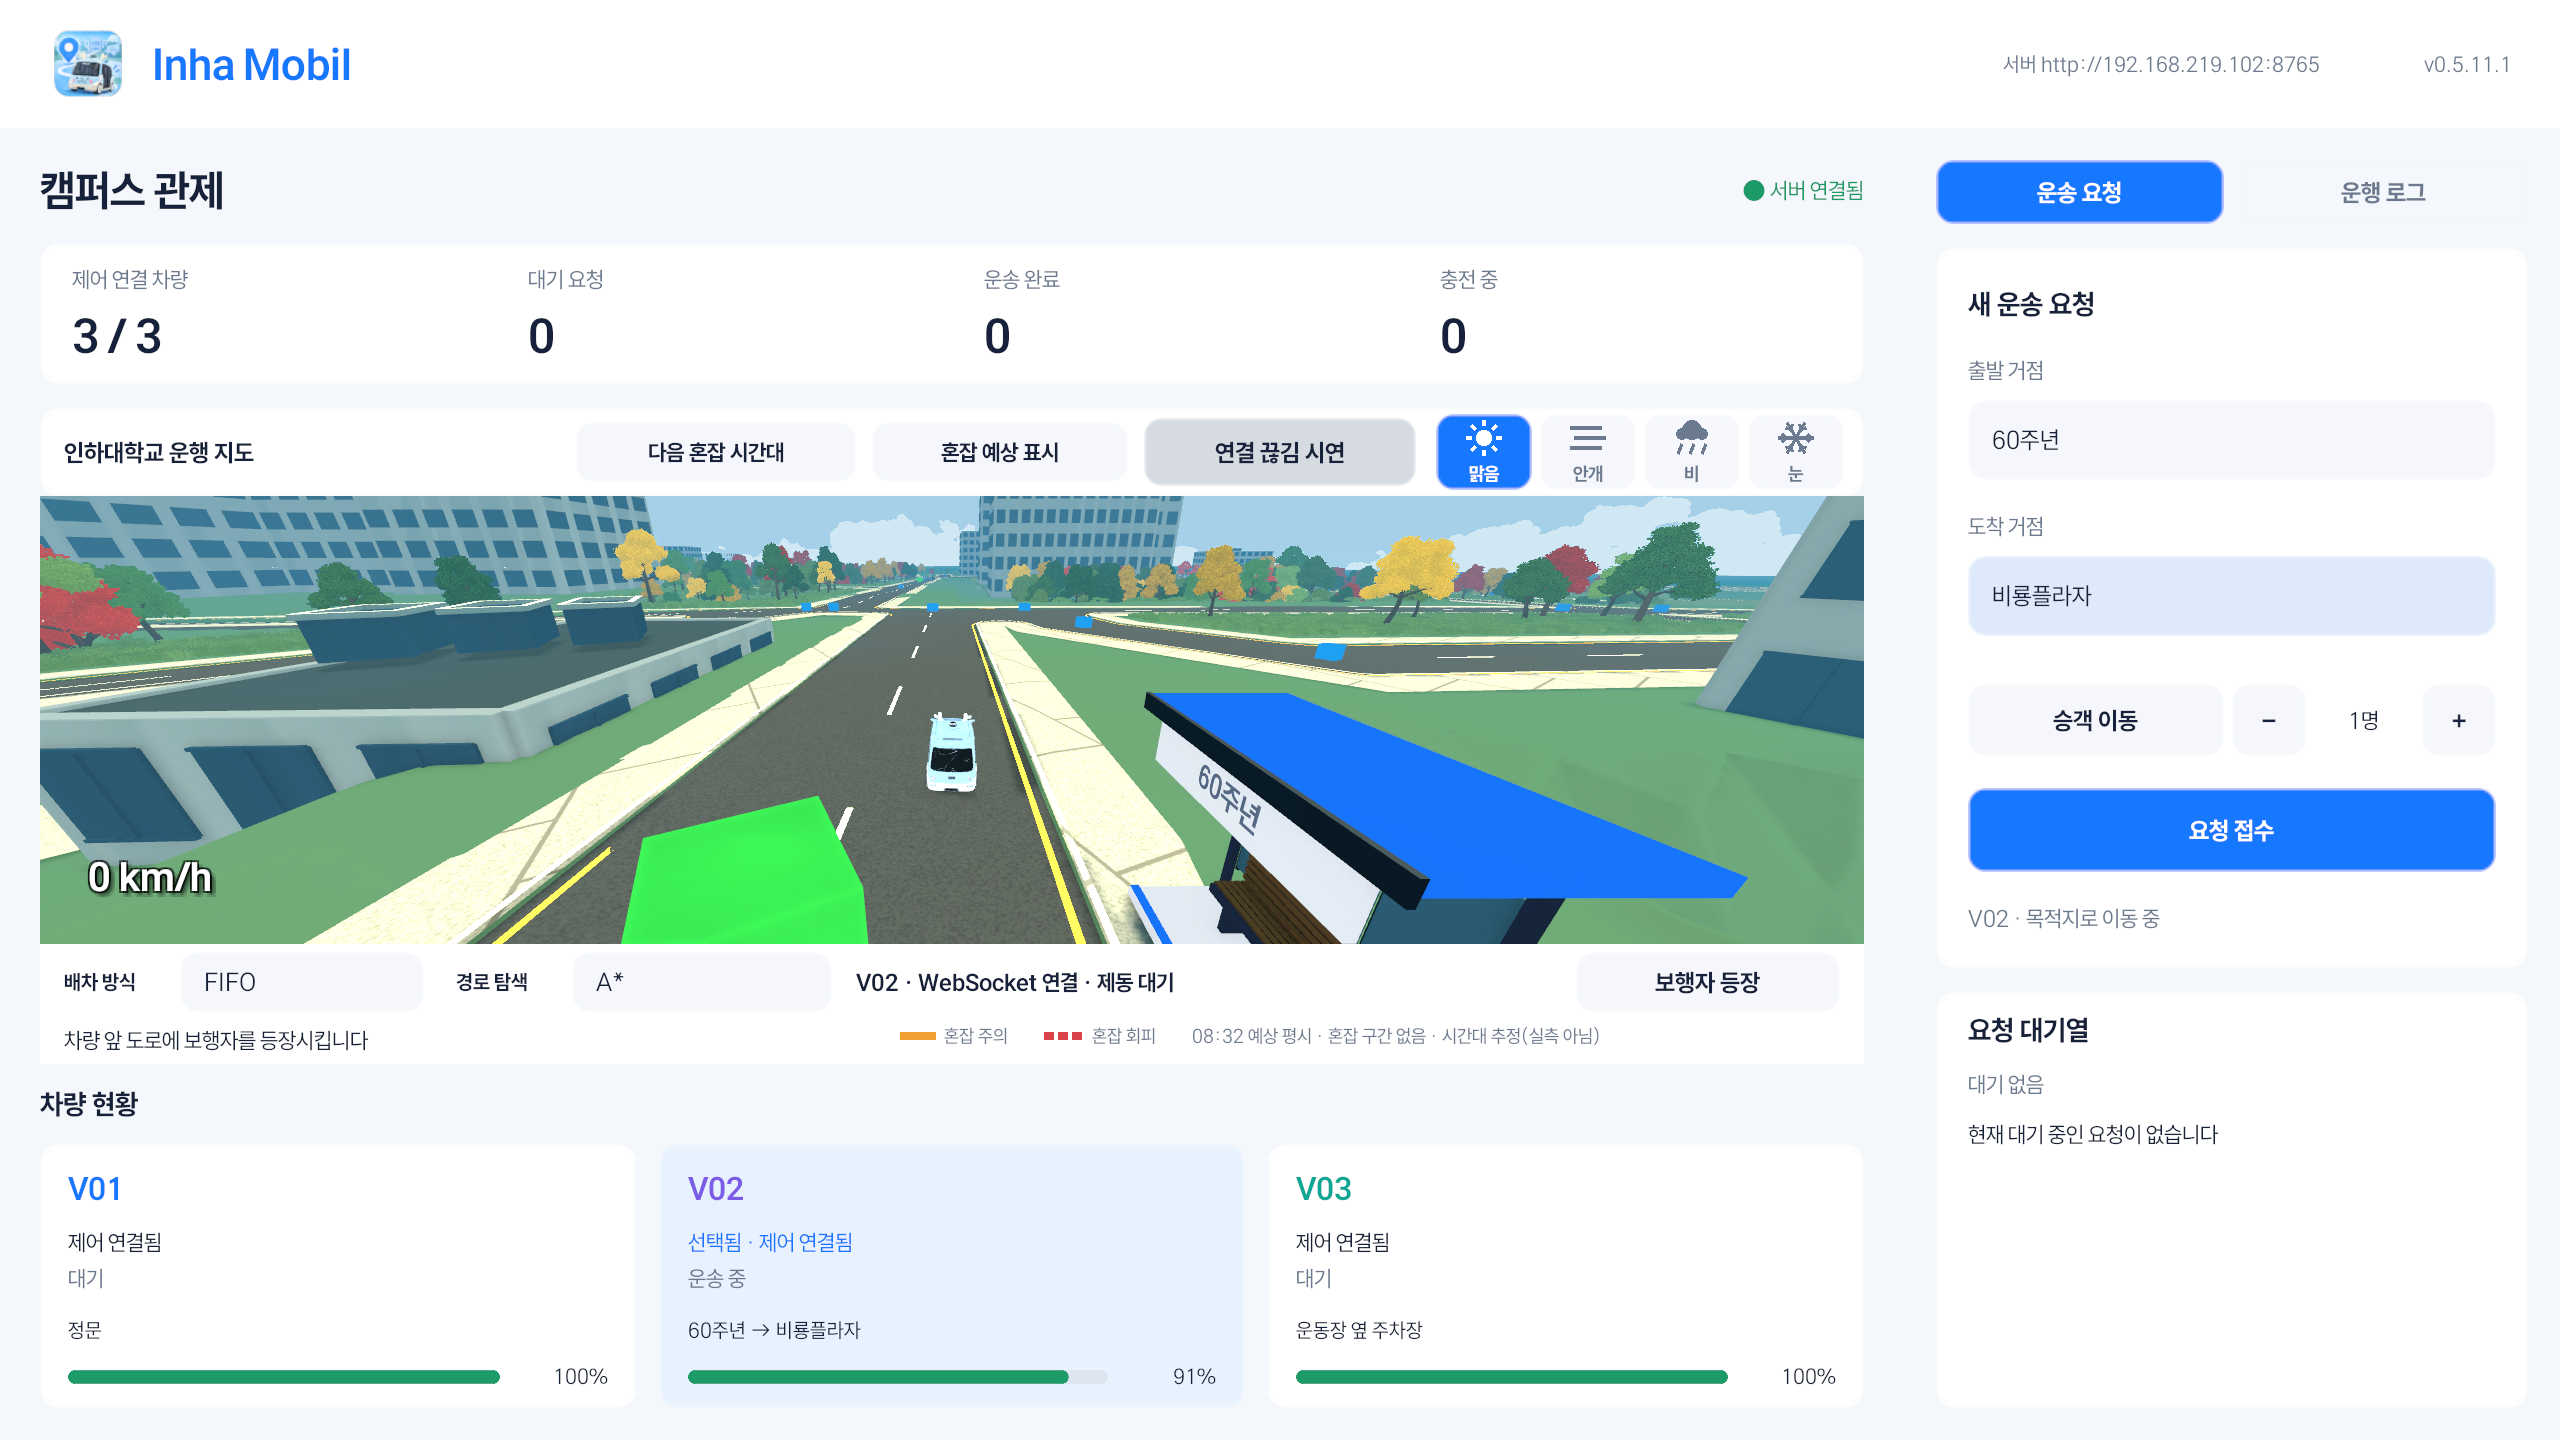 Inha Mobil
서버 http://192.168.219.102:8765
v0.5.11.1
캠퍼스 관제
서버 연결됨
운송 요청
운행 로그
제어 연결 차량
대기 요청
운송 완료
충전 중
3 / 3
0
0
0
인하대학교 운행 지도
다음 혼잡 시간대
혼잡 예상 표시
연결 끊김 시연
맑음
안개
비
눈
60주년
0 km/h
배차 방식
FIFO
경로 탐색
A*
V02 · WebSocket 연결 · 제동 대기
보행자 등장
차량 앞 도로에 보행자를 등장시킵니다
혼잡 주의
혼잡 회피
08:32 예상 평시 · 혼잡 구간 없음 · 시간대 추정(실측 아님)
차량 현황
V01
제어 연결됨
대기
정문
100%
V02
선택됨 · 제어 연결됨
운송 중
60주년 → 비룡플라자
91%
V03
제어 연결됨
대기
운동장 옆 주차장
100%
새 운송 요청
출발 거점
60주년
도착 거점
비룡플라자
승객 이동
−
1명
+
요청 접수
V02 · 목적지로 이동 중
요청 대기열
대기 없음
현재 대기 중인 요청이 없습니다